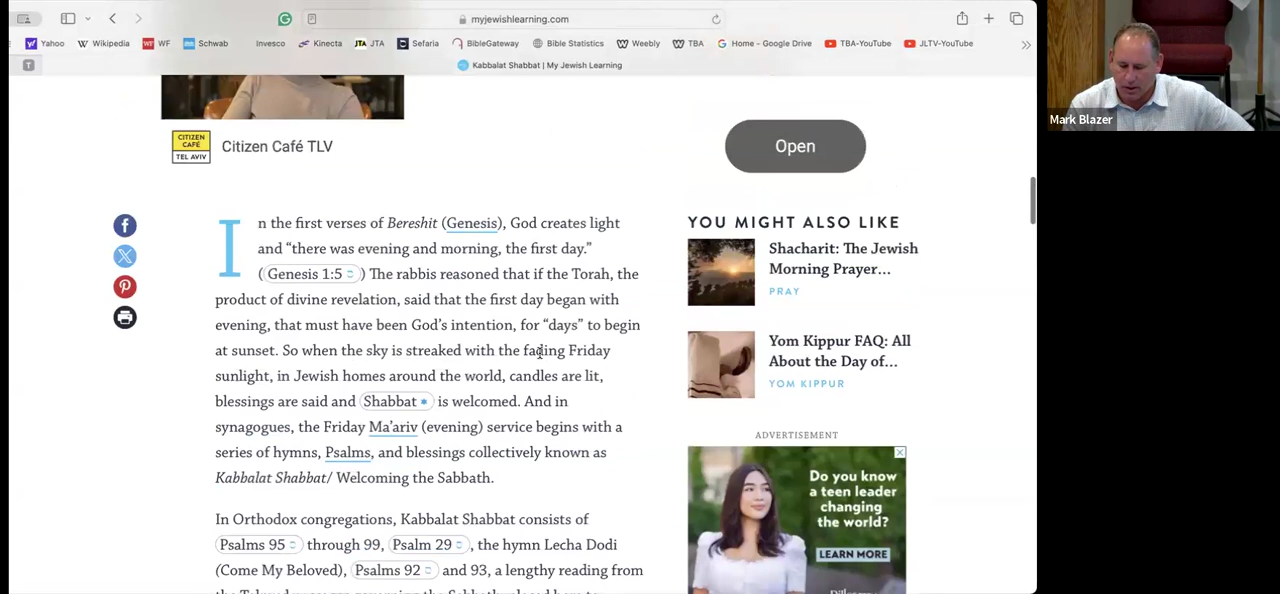 myjewishlearning.com
Yahoo
Wikipedia
WF WF
Schwab
Invesco
Kinecta
JTA JTA
Sefaria
BibleGateway
Bible Statistics
Weebly
TBA
Home - Google Drive
TBA-YouTube
JLTV-YouTube
T
Kabbalat Shabbat | My Jewish Learning
Mark Blazer
CITIZEN
CAFÉ
TEL AVIV
Citizen Café TLV
Open
In the first verses of Bereshit (Genesis), God creates light
and “there was evening and morning, the first day.”
(Genesis 1:5) The rabbis reasoned that if the Torah, the
product of divine revelation, said that the first day began with
evening, that must have been God’s intention, for “days” to begin
at sunset. So when the sky is streaked with the fading Friday
sunlight, in Jewish homes around the world, candles are lit,
blessings are said and Shabbat is welcomed. And in
synagogues, the Friday Ma’ariv (evening) service begins with a
series of hymns, Psalms, and blessings collectively known as
Kabbalat Shabbat/ Welcoming the Sabbath.
In Orthodox congregations, Kabbalat Shabbat consists of
Psalms 95 through 99, Psalm 29, the hymn Lecha Dodi
(Come My Beloved), Psalms 92 and 93, a lengthy reading from
YOU MIGHT ALSO LIKE
Shacharit: The Jewish
Morning Prayer...
PRAY
Yom Kippur FAQ: All
About the Day of...
YOM KIPPUR
ADVERTISEMENT
Do you know
a teen leader
changing
the world?
LEARN MORE